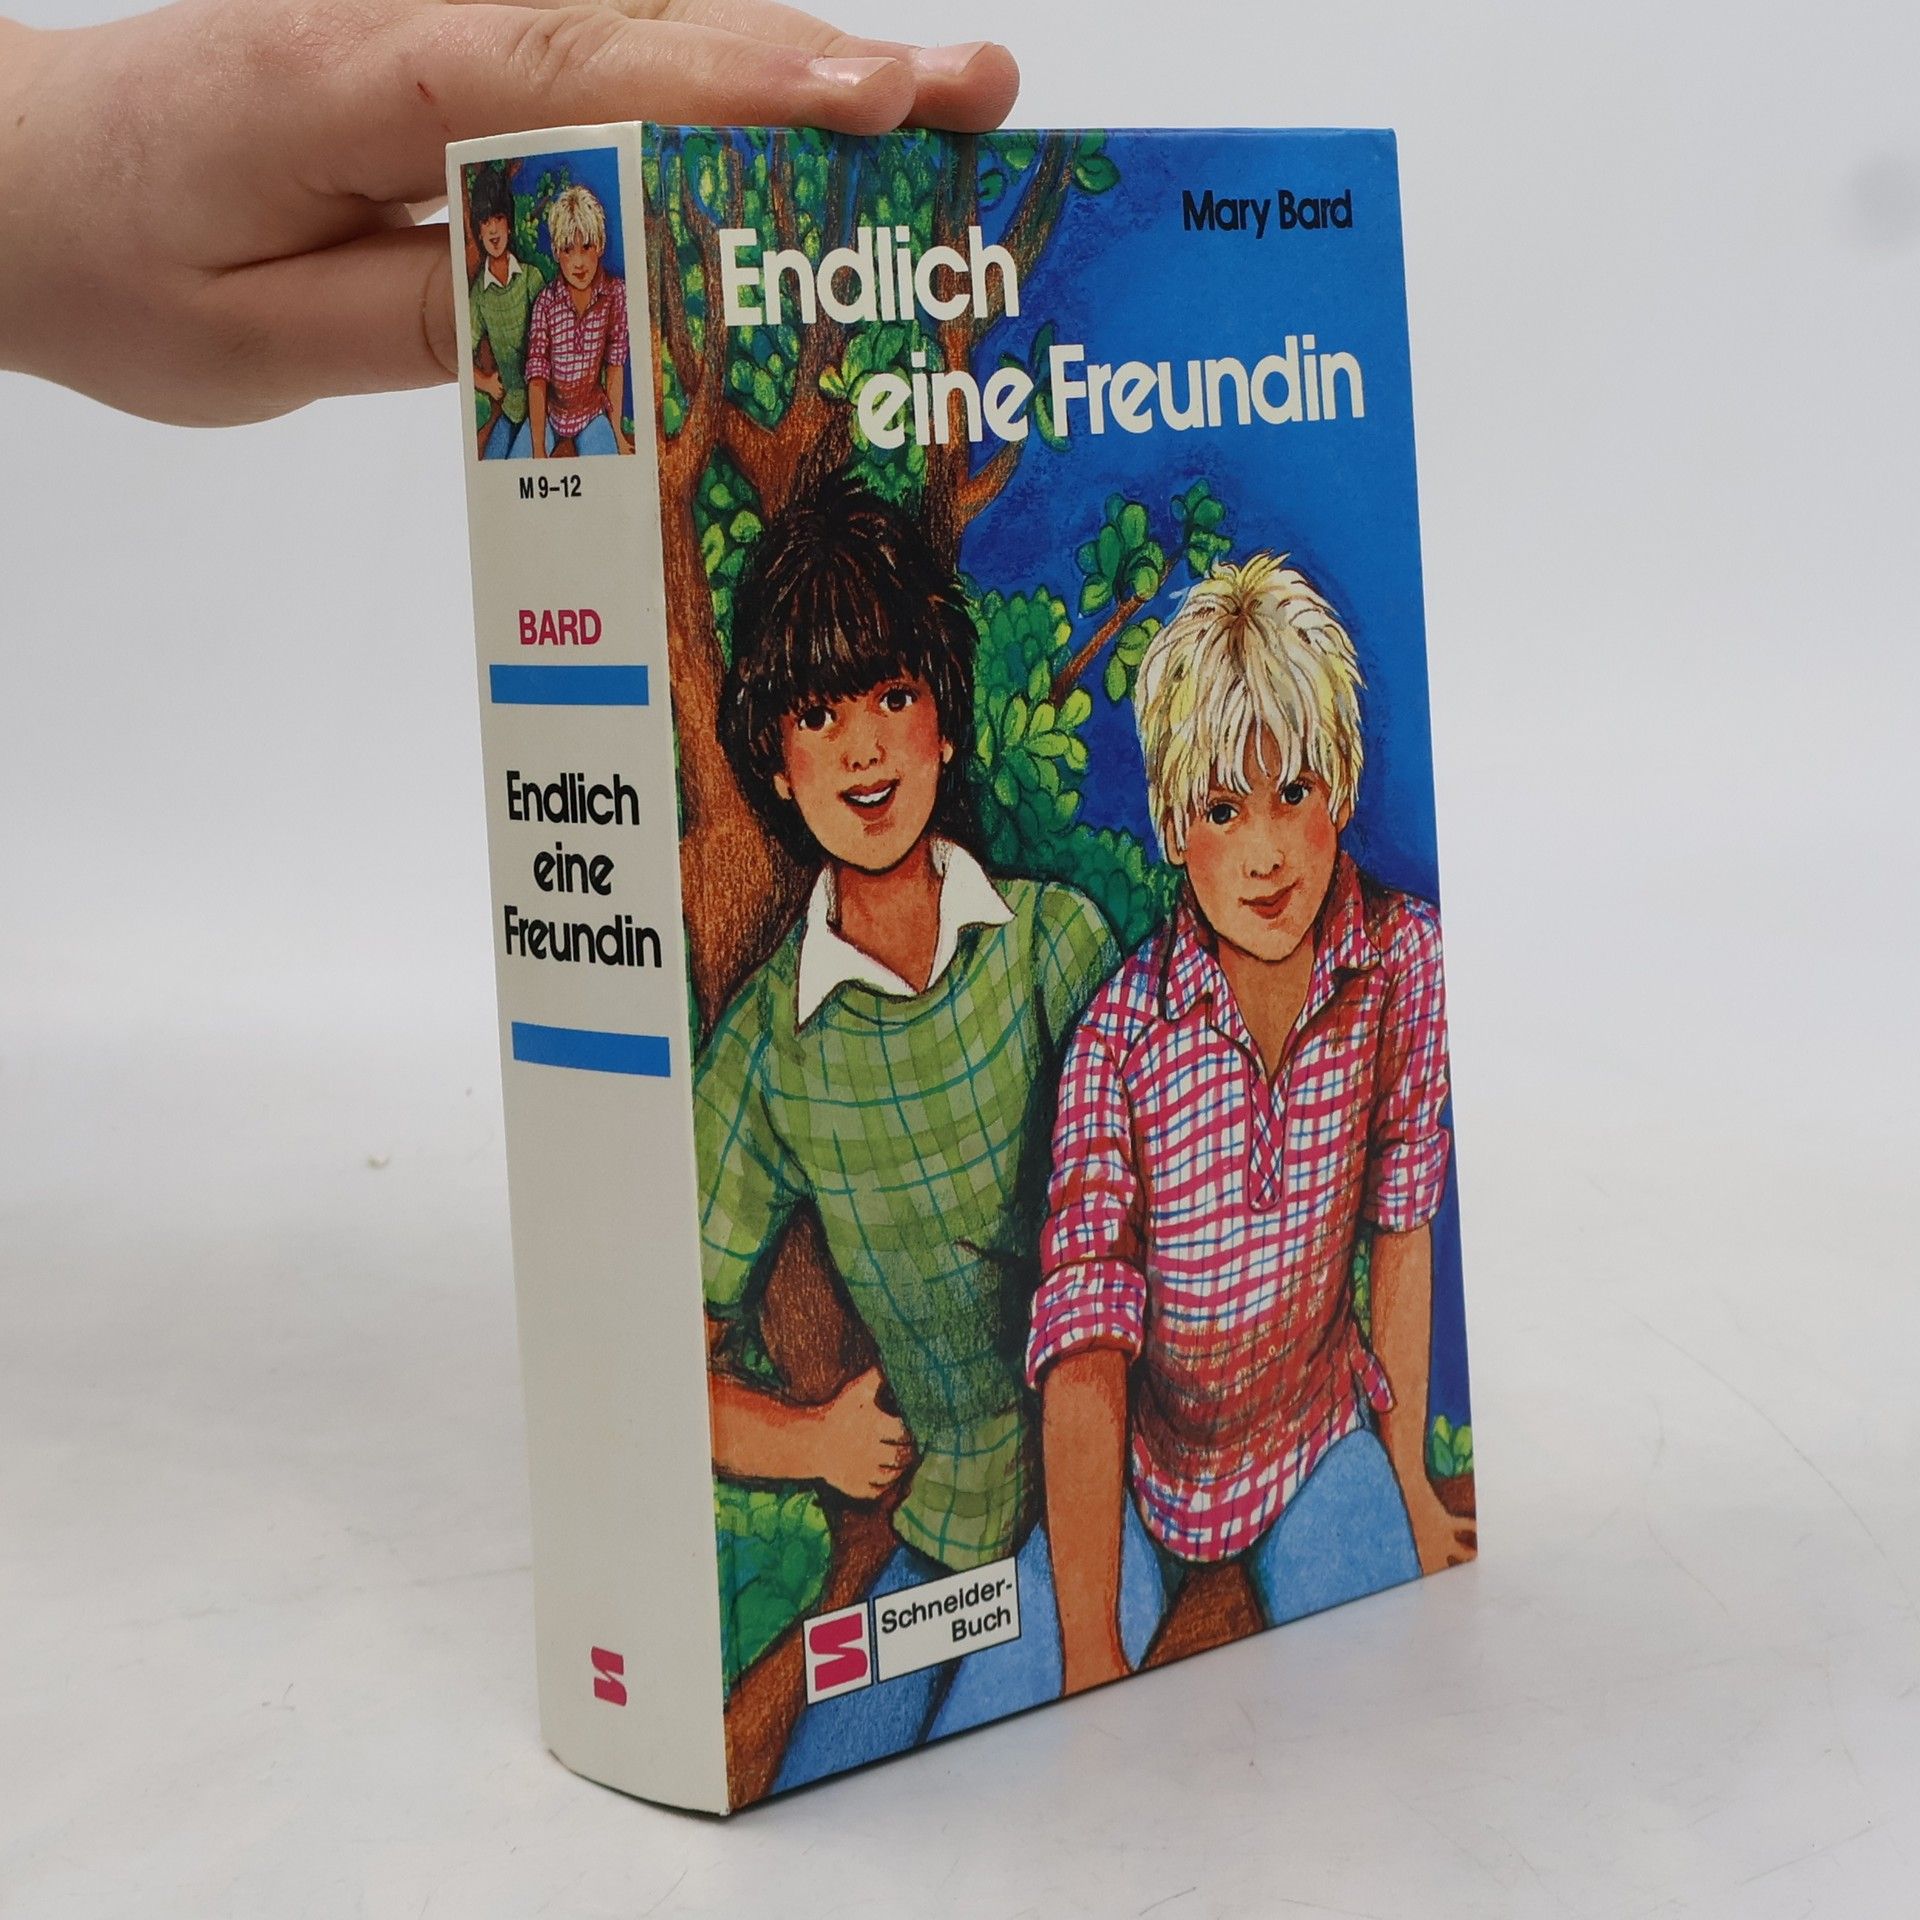 M 9–12
BARD
Endlich
eine
Freundin
Mary Bard
Endlich
eine Freundin
Schneider-
Buch